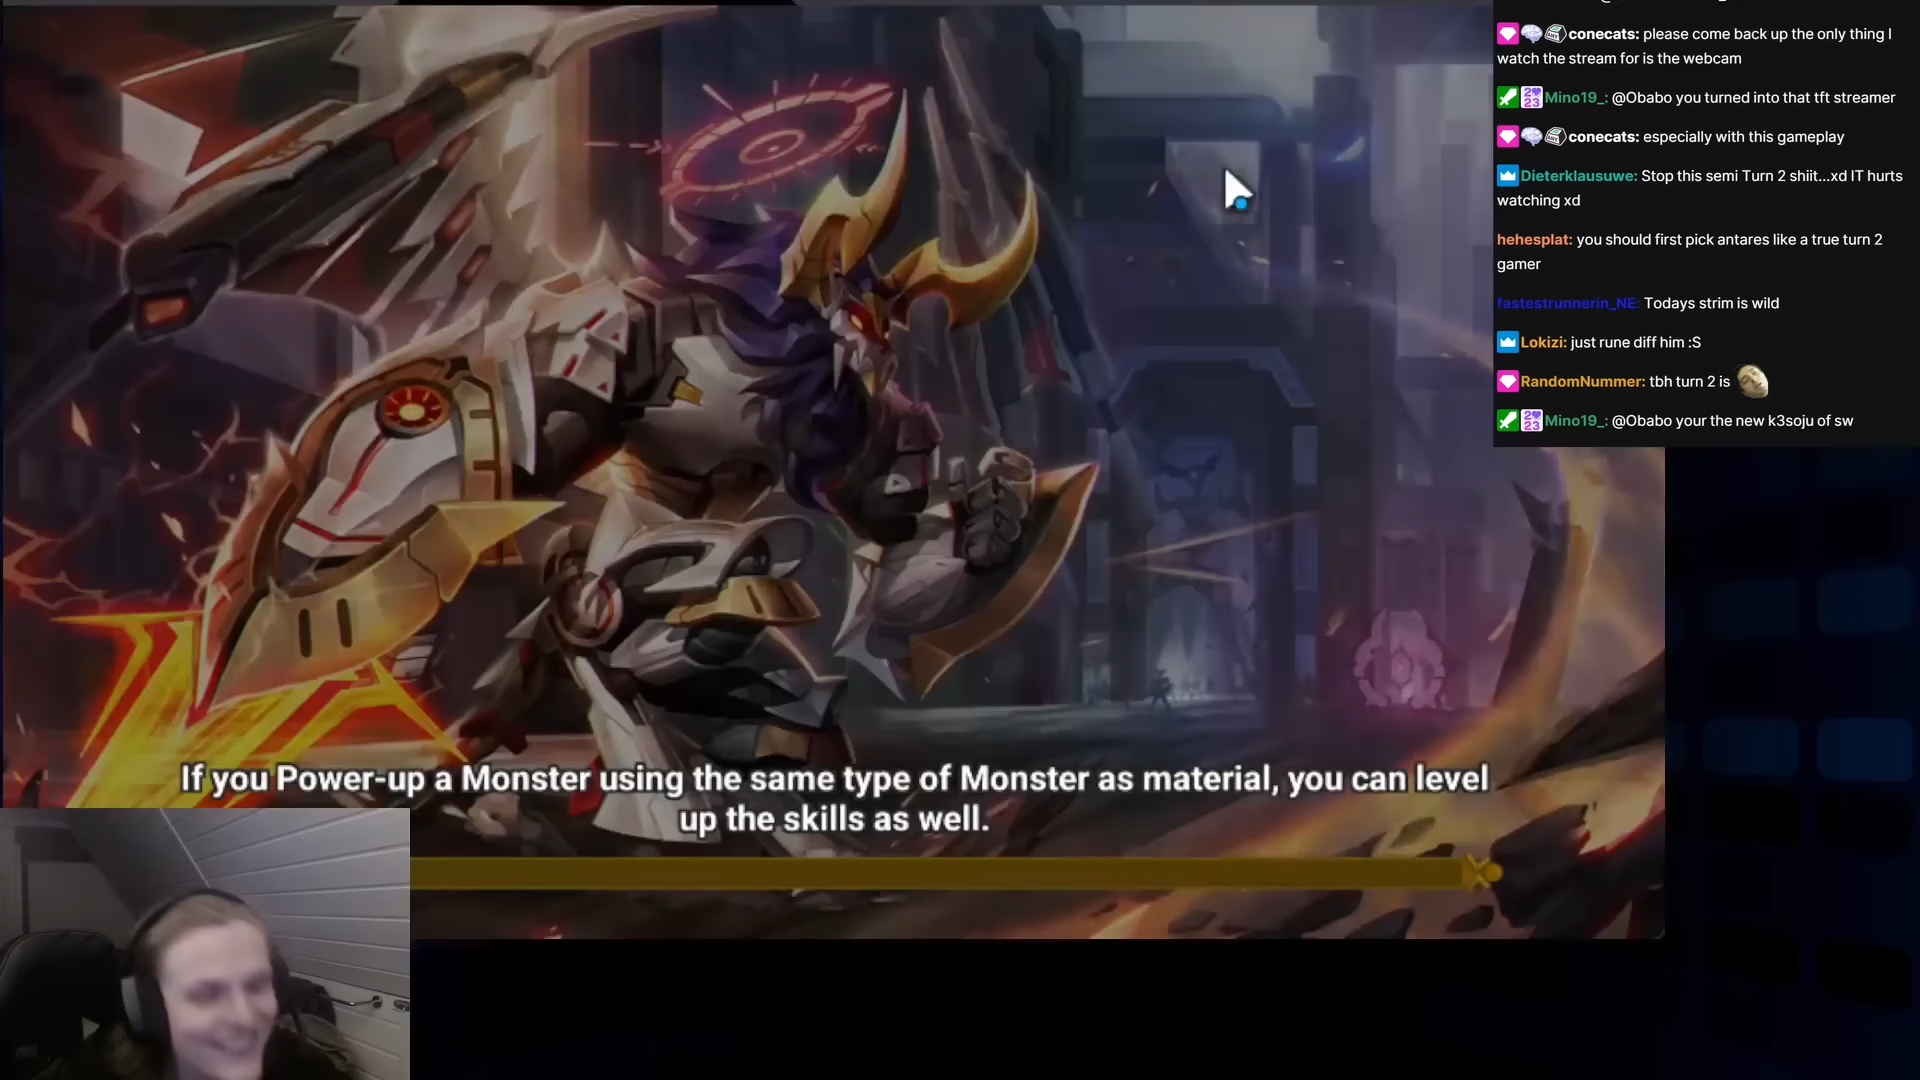 conecats: please come back up the only thing I
watch the stream for is the webcam
Mino19_: @Obabo you turned into that tft streamer
conecats: especially with this gameplay
Dieterklausuwe: Stop this semi Turn 2 shiit...xd IT hurts
watching xd
hehesplat: you should first pick antares like a true turn 2
gamer
fastestrunnerin_NE: Todays strim is wild
Lokizi: just rune diff him :S
RandomNummer: tbh turn 2 is
Mino19_: @Obabo your the new k3soju of sw
If you Power-up a Monster using the same type of Monster as material, you can level
up the skills as well.